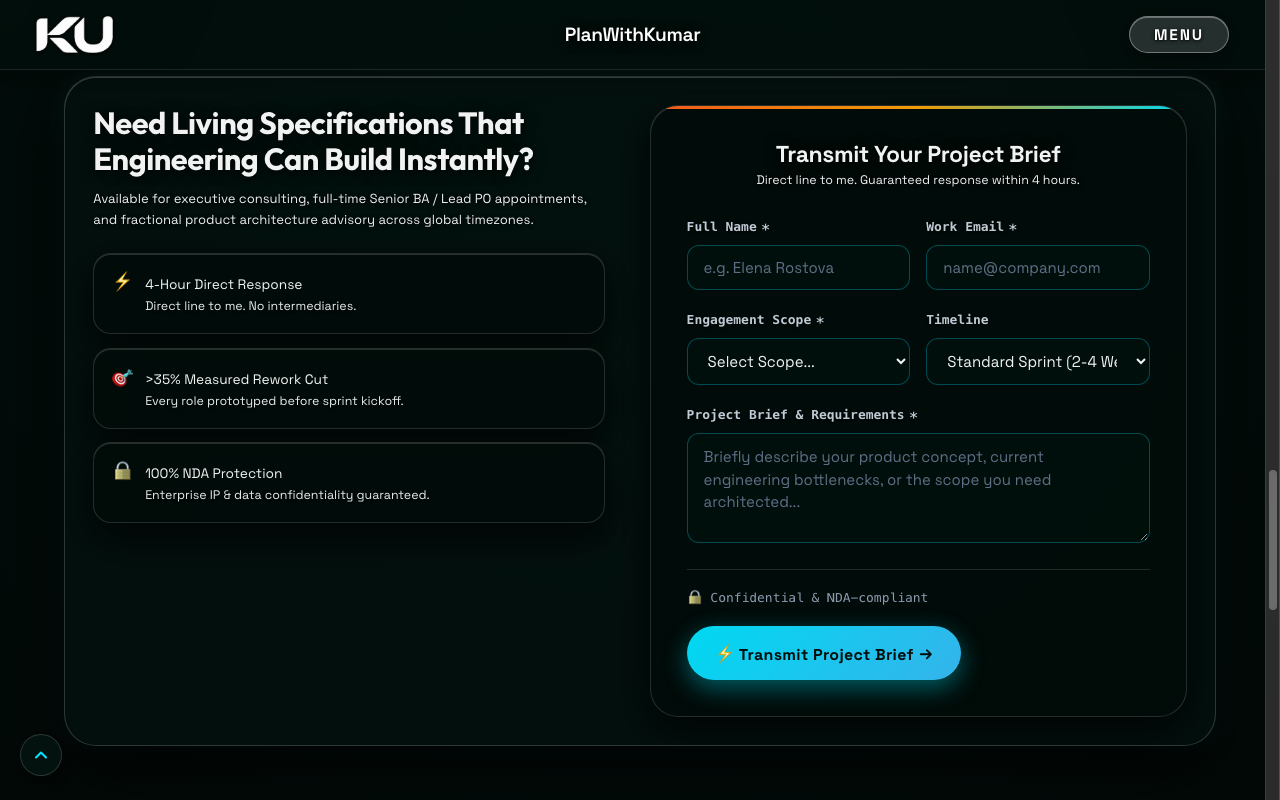 KU
PlanWithKumar
MENU
Need Living Specifications That
Engineering Can Build Instantly?
Available for executive consulting, full-time Senior BA / Lead PO appointments,
and fractional product architecture advisory across global timezones.
⚡ 4-Hour Direct Response
Direct line to me. No intermediaries.
🎯 >35% Measured Rework Cut
Every role prototyped before sprint kickoff.
🔒 100% NDA Protection
Enterprise IP & data confidentiality guaranteed.
Transmit Your Project Brief
Direct line to me. Guaranteed response within 4 hours.
Full Name * Work Email *
e.g. Elena Rostova name@company.com
Engagement Scope * Timeline
Select Scope... Standard Sprint (2-4 We
Project Brief & Requirements *
Briefly describe your product concept, current
engineering bottlenecks, or the scope you need
architected...
🔒 Confidential & NDA-compliant
⚡ Transmit Project Brief →